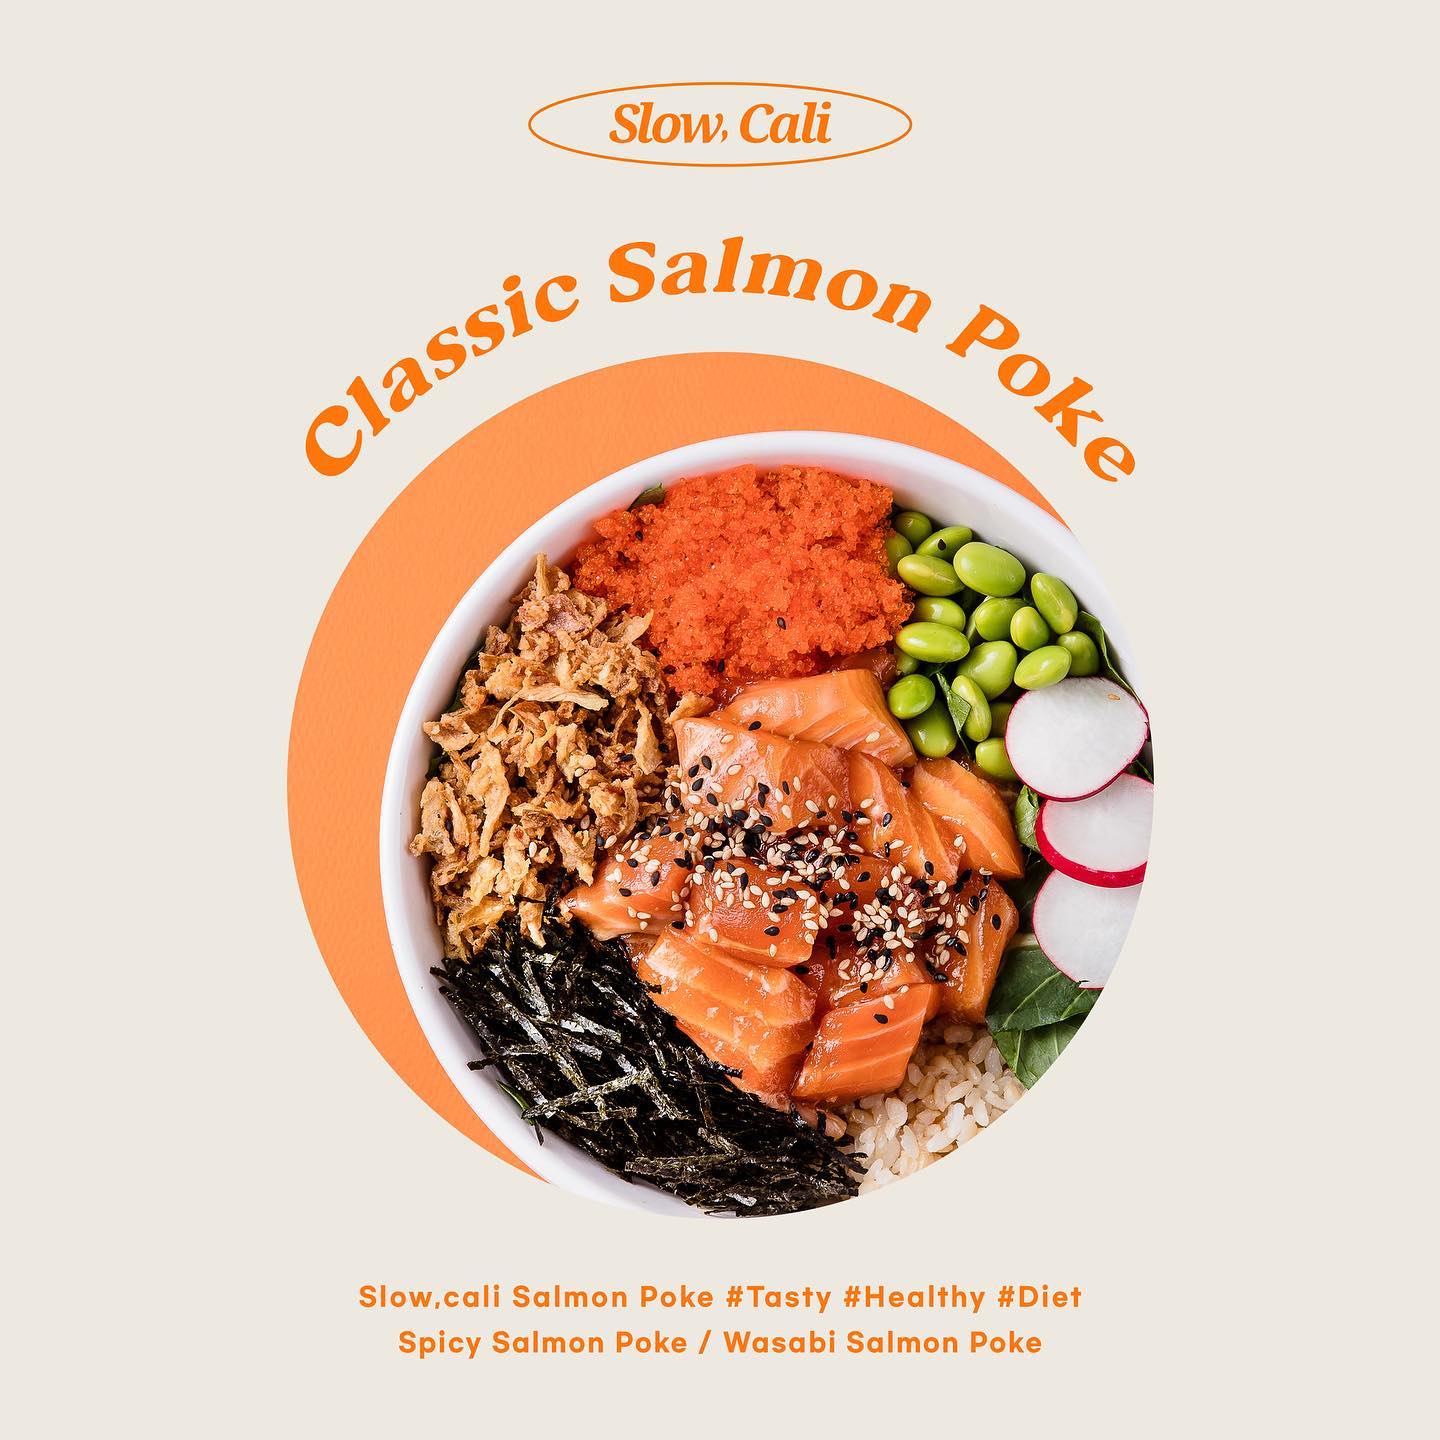 Slow, Cali
Classic Salmon Poke
Slow,cali Salmon Poke #Tasty #Healthy #Diet
Spicy Salmon Poke / Wasabi Salmon Poke